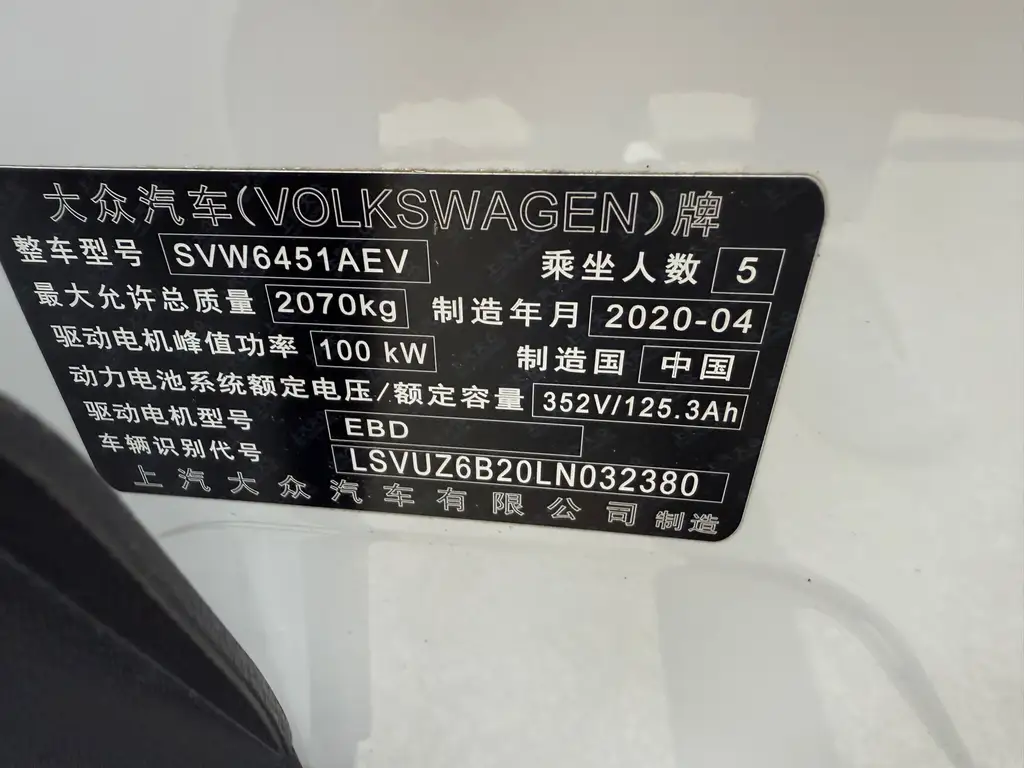 大众汽车(VOLKSWAGEN)牌
整车型号 SVW6451AEV 乘坐人数 5
最大允许总质量 2070kg 制造年月 2020-04
驱动电机峰值功率 100 kW 制造国 中国
动力电池系统额定电压/额定容量 352V/125.3Ah
驱动电机型号 EBD
车辆识别代号 LSVUZ6B20LN032380
上汽大众汽车有限公司 制造